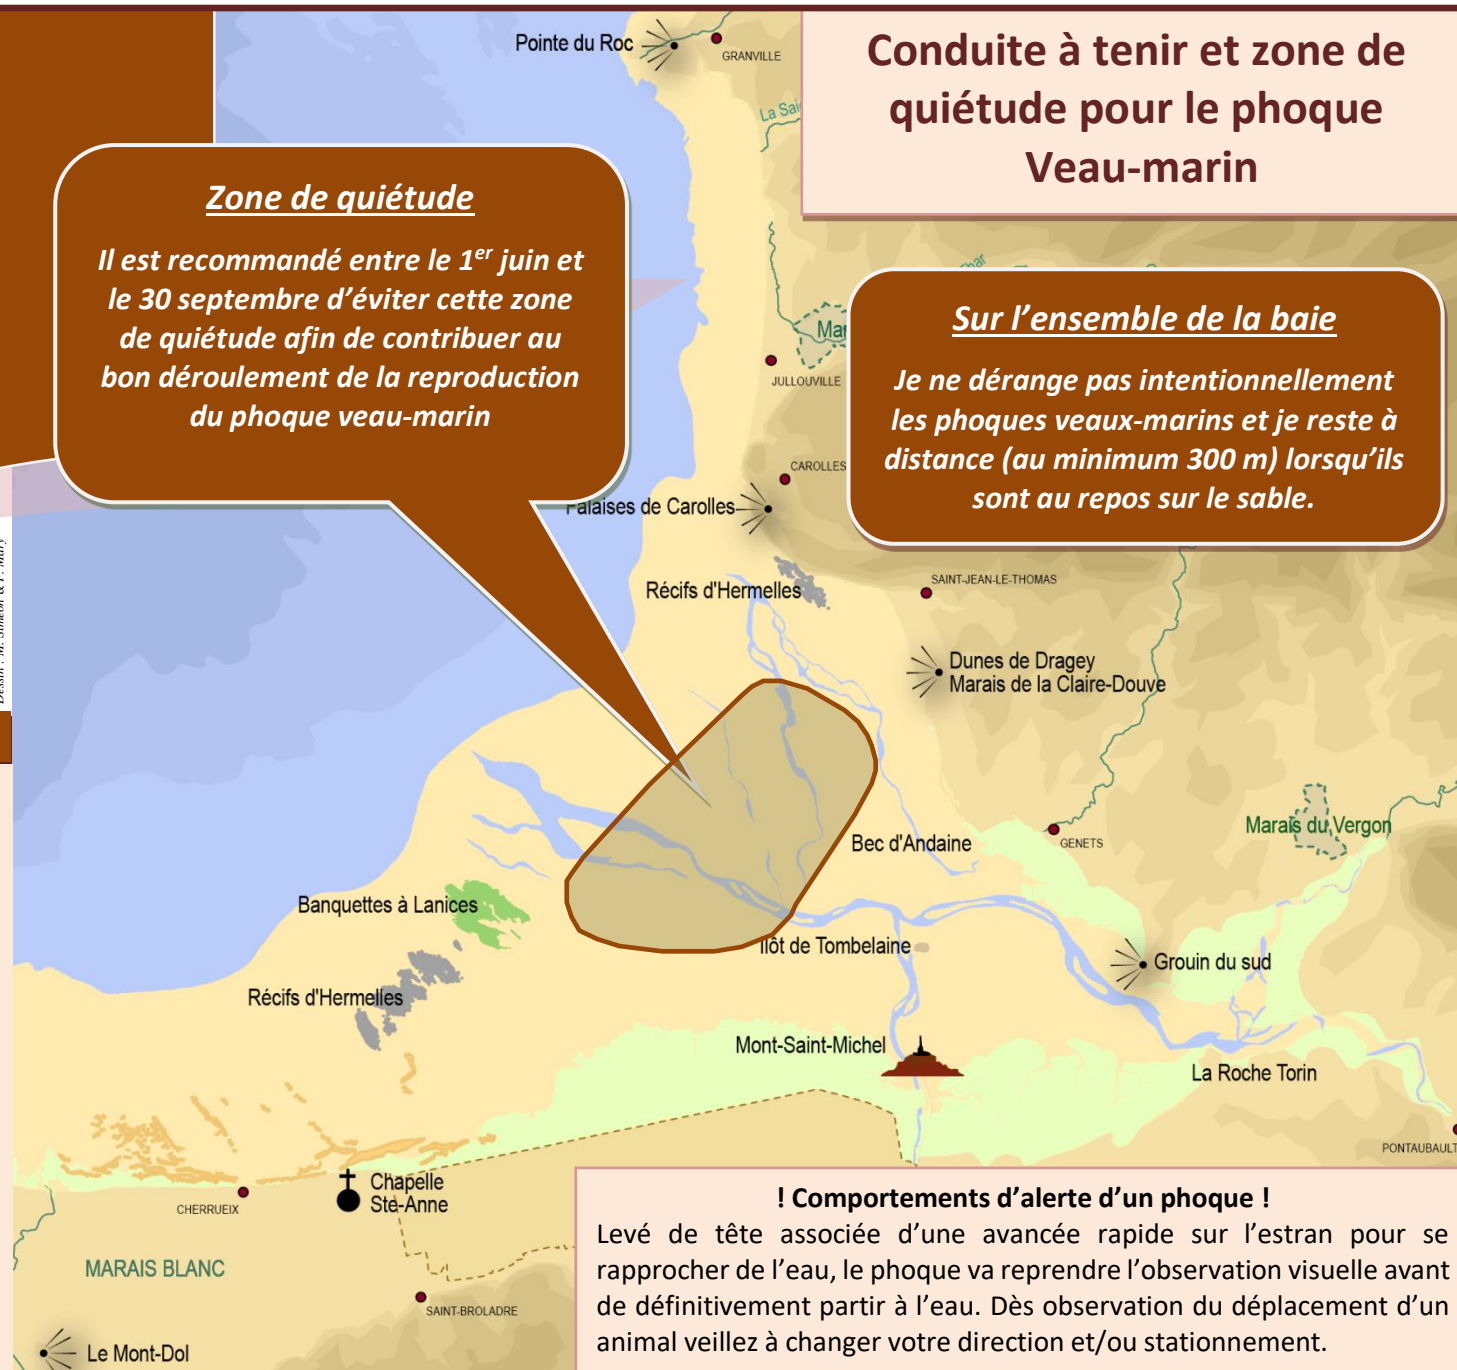 Conduite à tenir et zone de
quiétude pour le phoque
Veau-marin
Pointe du Roc
GRANVILLE
La Sai
Zone de quiétude
Il est recommandé entre le 1er juin et
le 30 septembre d’éviter cette zone
de quiétude afin de contribuer au
bon déroulement de la reproduction
du phoque veau-marin
Thar
Mar
JULLOUVILLE
Sur l’ensemble de la baie
Je ne dérange pas intentionnellement
les phoques veaux-marins et je reste à
distance (au minimum 300 m) lorsqu’ils
sont au repos sur le sable.
CAROLLES
Falaises de Carolles
Récifs d'Hermelles
SAINT-JEAN-LE-THOMAS
Dunes de Dragey
Marais de la Claire-Douve
Bec d'Andaine
GENETS
Marais du Vergon
Banquettes à Lanices
Ilôt de Tombelaine
Grouin du sud
Récifs d'Hermelles
Mont-Saint-Michel
La Roche Torin
PONTAUBAULT
Chapelle
Ste-Anne
CHERRUEIX
MARAIS BLANC
SAINT-BROLADRE
Le Mont-Dol
! Comportements d’alerte d’un phoque !
Levé de tête associée d’une avancée rapide sur l’estran pour se
rapprocher de l’eau, le phoque va reprendre l’observation visuelle avant
de définitivement partir à l’eau. Dès observation du déplacement d’un
animal veillez à changer votre direction et/ou stationnement.